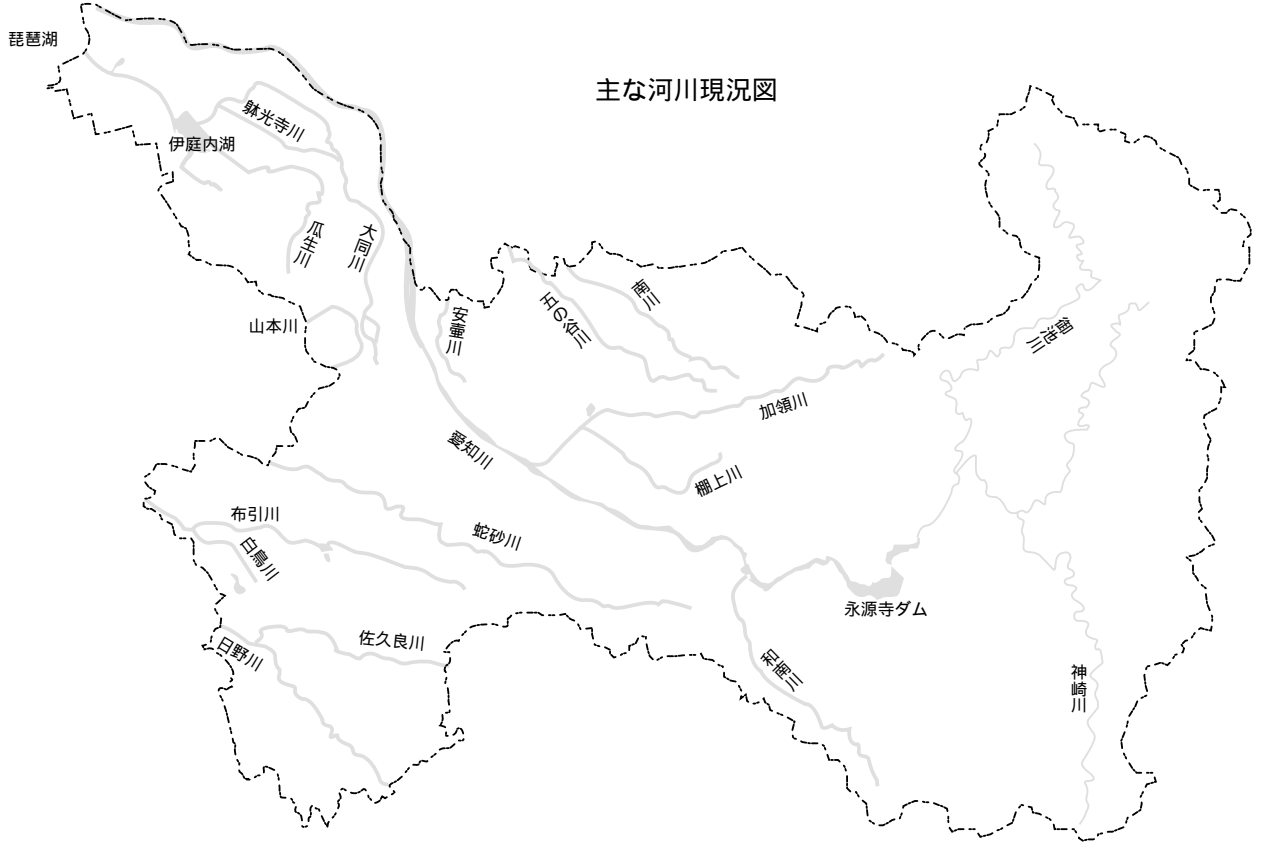 主な河川現況図
琵琶湖
躰光寺川
伊庭内湖
瓜生川
大同川
山本川
安壷川
五の谷川
南川
御池川
加領川
愛知川
棚上川
布引川
白鳥川
蛇砂川
永源寺ダム
佐久良川
日野川
和南川
神崎川